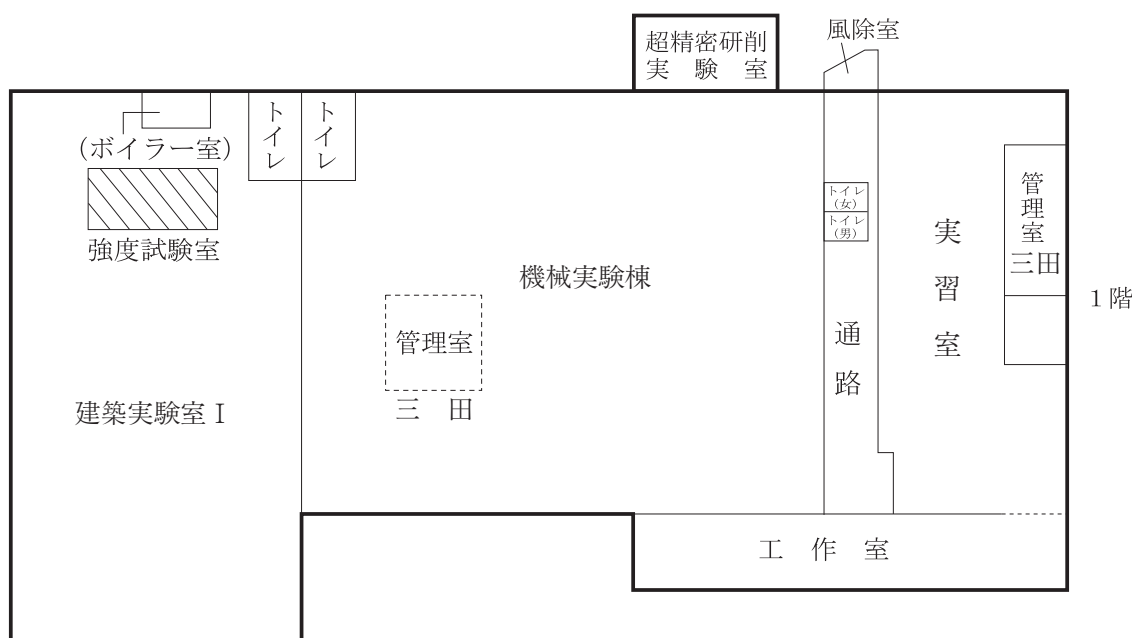 超精密研削
実験室
風除室
トイレ
トイレ
(ボイラー室)
強度試験室
トイレ
(女)
トイレ
(男)
管理室
三田
実習室
機械実験棟
1階
管理室
三田
通路
建築実験室 I
工作室